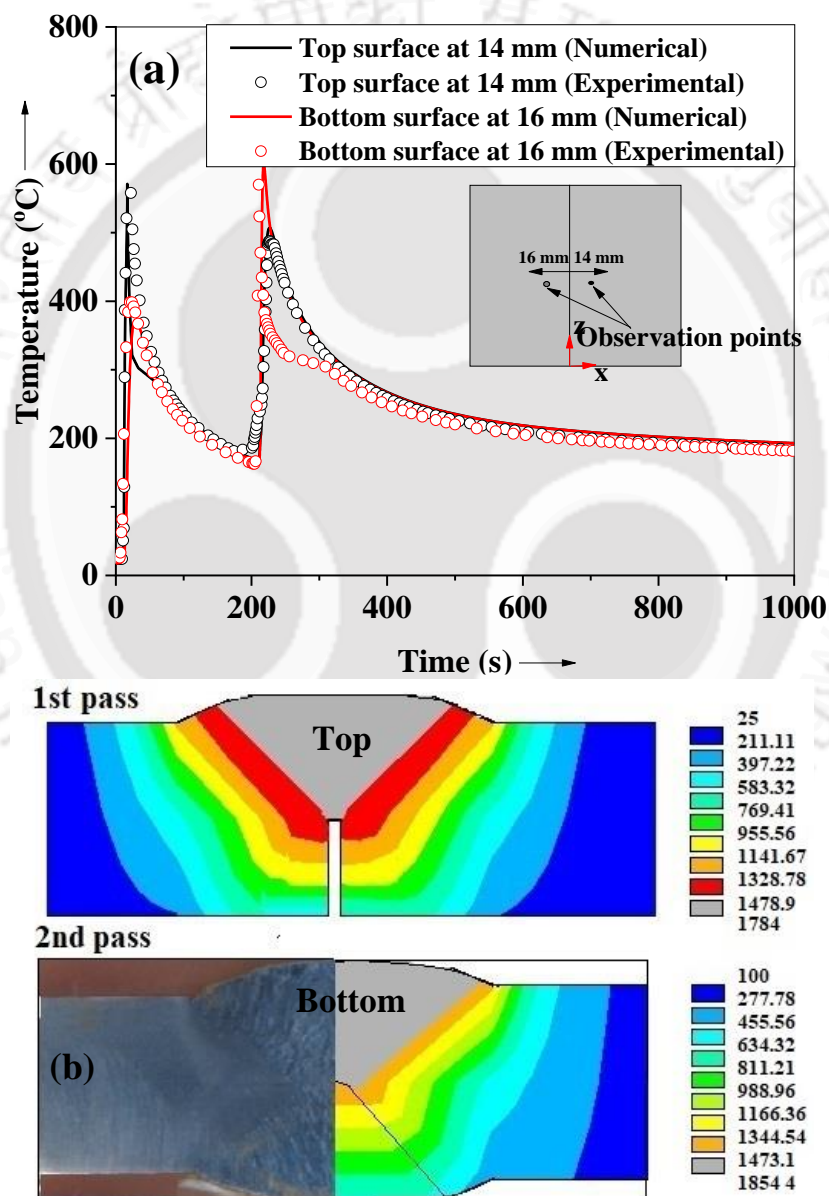 800
600
400
200
0
Temperature (ºC)
(a)
Top surface at 14 mm (Numerical)
Top surface at 14 mm (Experimental)
Bottom surface at 16 mm (Numerical)
Bottom surface at 16 mm (Experimental)
16 mm 14 mm
Z
Observation points
x
0 200 400 600 800 1000
Time (s)
1st pass
Top
25
211.11
397.22
583.32
769.41
955.56
1141.67
1328.78
1478.9
1784
2nd pass
Bottom
(b)
100
277.78
455.56
634.32
811.21
988.96
1166.36
1344.54
1473.1
1854 4